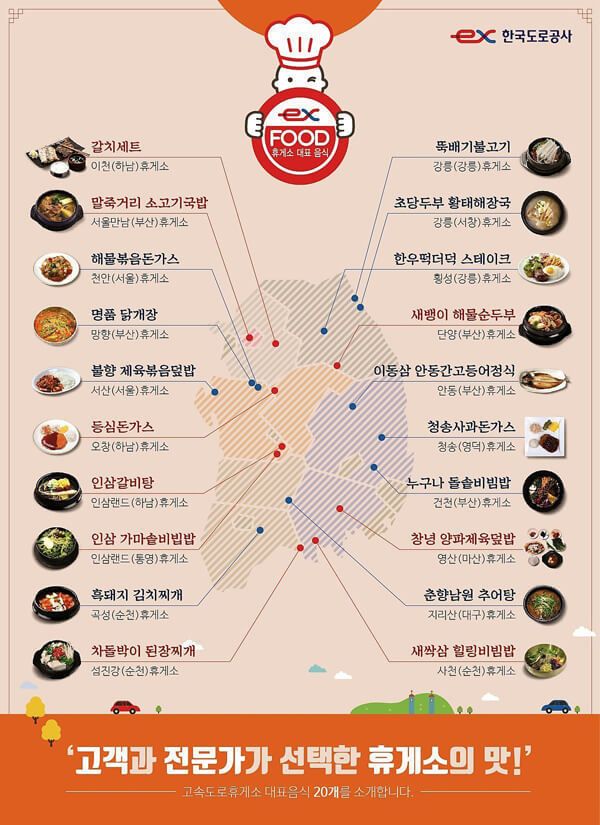 ex 한국도로공사
ex
FOOD
휴게소 대표 음식
갈치세트
이천(하남)휴게소
말죽거리 소고기국밥
서울만남(부산)휴게소
해물볶음돈가스
천안(서울)휴게소
명품 닭개장
망향(부산)휴게소
불향 제육볶음덮밥
서산(서울)휴게소
등심돈가스
오창(하남)휴게소
인삼갈비탕
인삼랜드(하남)휴게소
인삼 가마솥비빔밥
인삼랜드(통영)휴게소
흑돼지 김치찌개
곡성(순천)휴게소
차돌박이 된장찌개
섬진강(순천)휴게소
뚝배기불고기
강릉(강릉)휴게소
초당두부 황태해장국
강릉(서창)휴게소
한우떡더덕 스테이크
횡성(강릉)휴게소
새뱅이 해물순두부
단양(부산)휴게소
이동삼 안동간고등어정식
안동(부산)휴게소
청송사과돈가스
청송(영덕)휴게소
누구나 돌솥비빔밥
건천(부산)휴게소
창녕 양파제육덮밥
영산(마산)휴게소
춘향남원 추어탕
지리산(대구)휴게소
새싹삼 힐링비빔밥
사천(순천)휴게소
‘고객과 전문가가 선택한 휴게소의 맛!’
고속도로휴게소 대표음식 20개를 소개합니다.